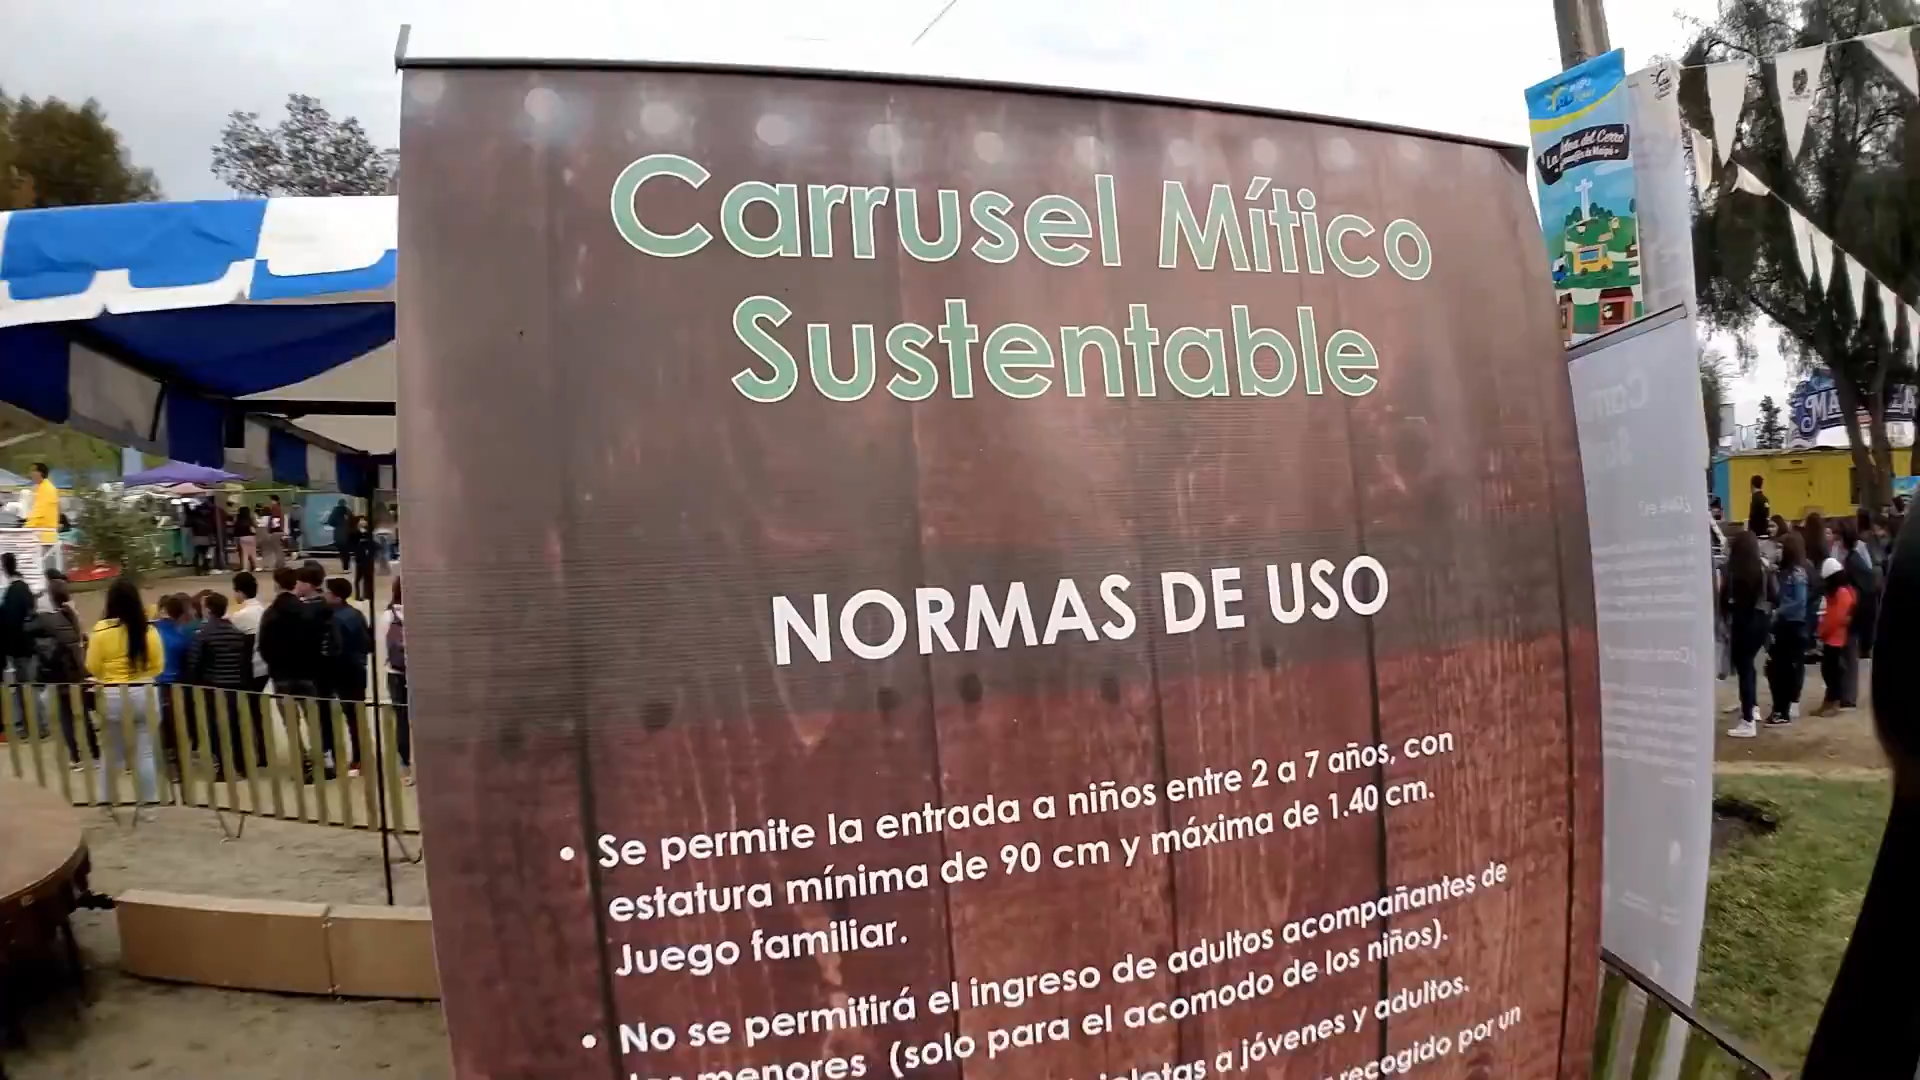 Carrusel Mítico
Sustentable
NORMAS DE USO
• Se permite la entrada a niños entre 2 a 7 años, con
estatura mínima de 90 cm y máxima de 1.40 cm.
Juego familiar.
• No se permitirá el ingreso de adultos acompañantes de
menores (solo para el acomodo de los niños).
a jóvenes y adultos.
recogido por un
del Cerro